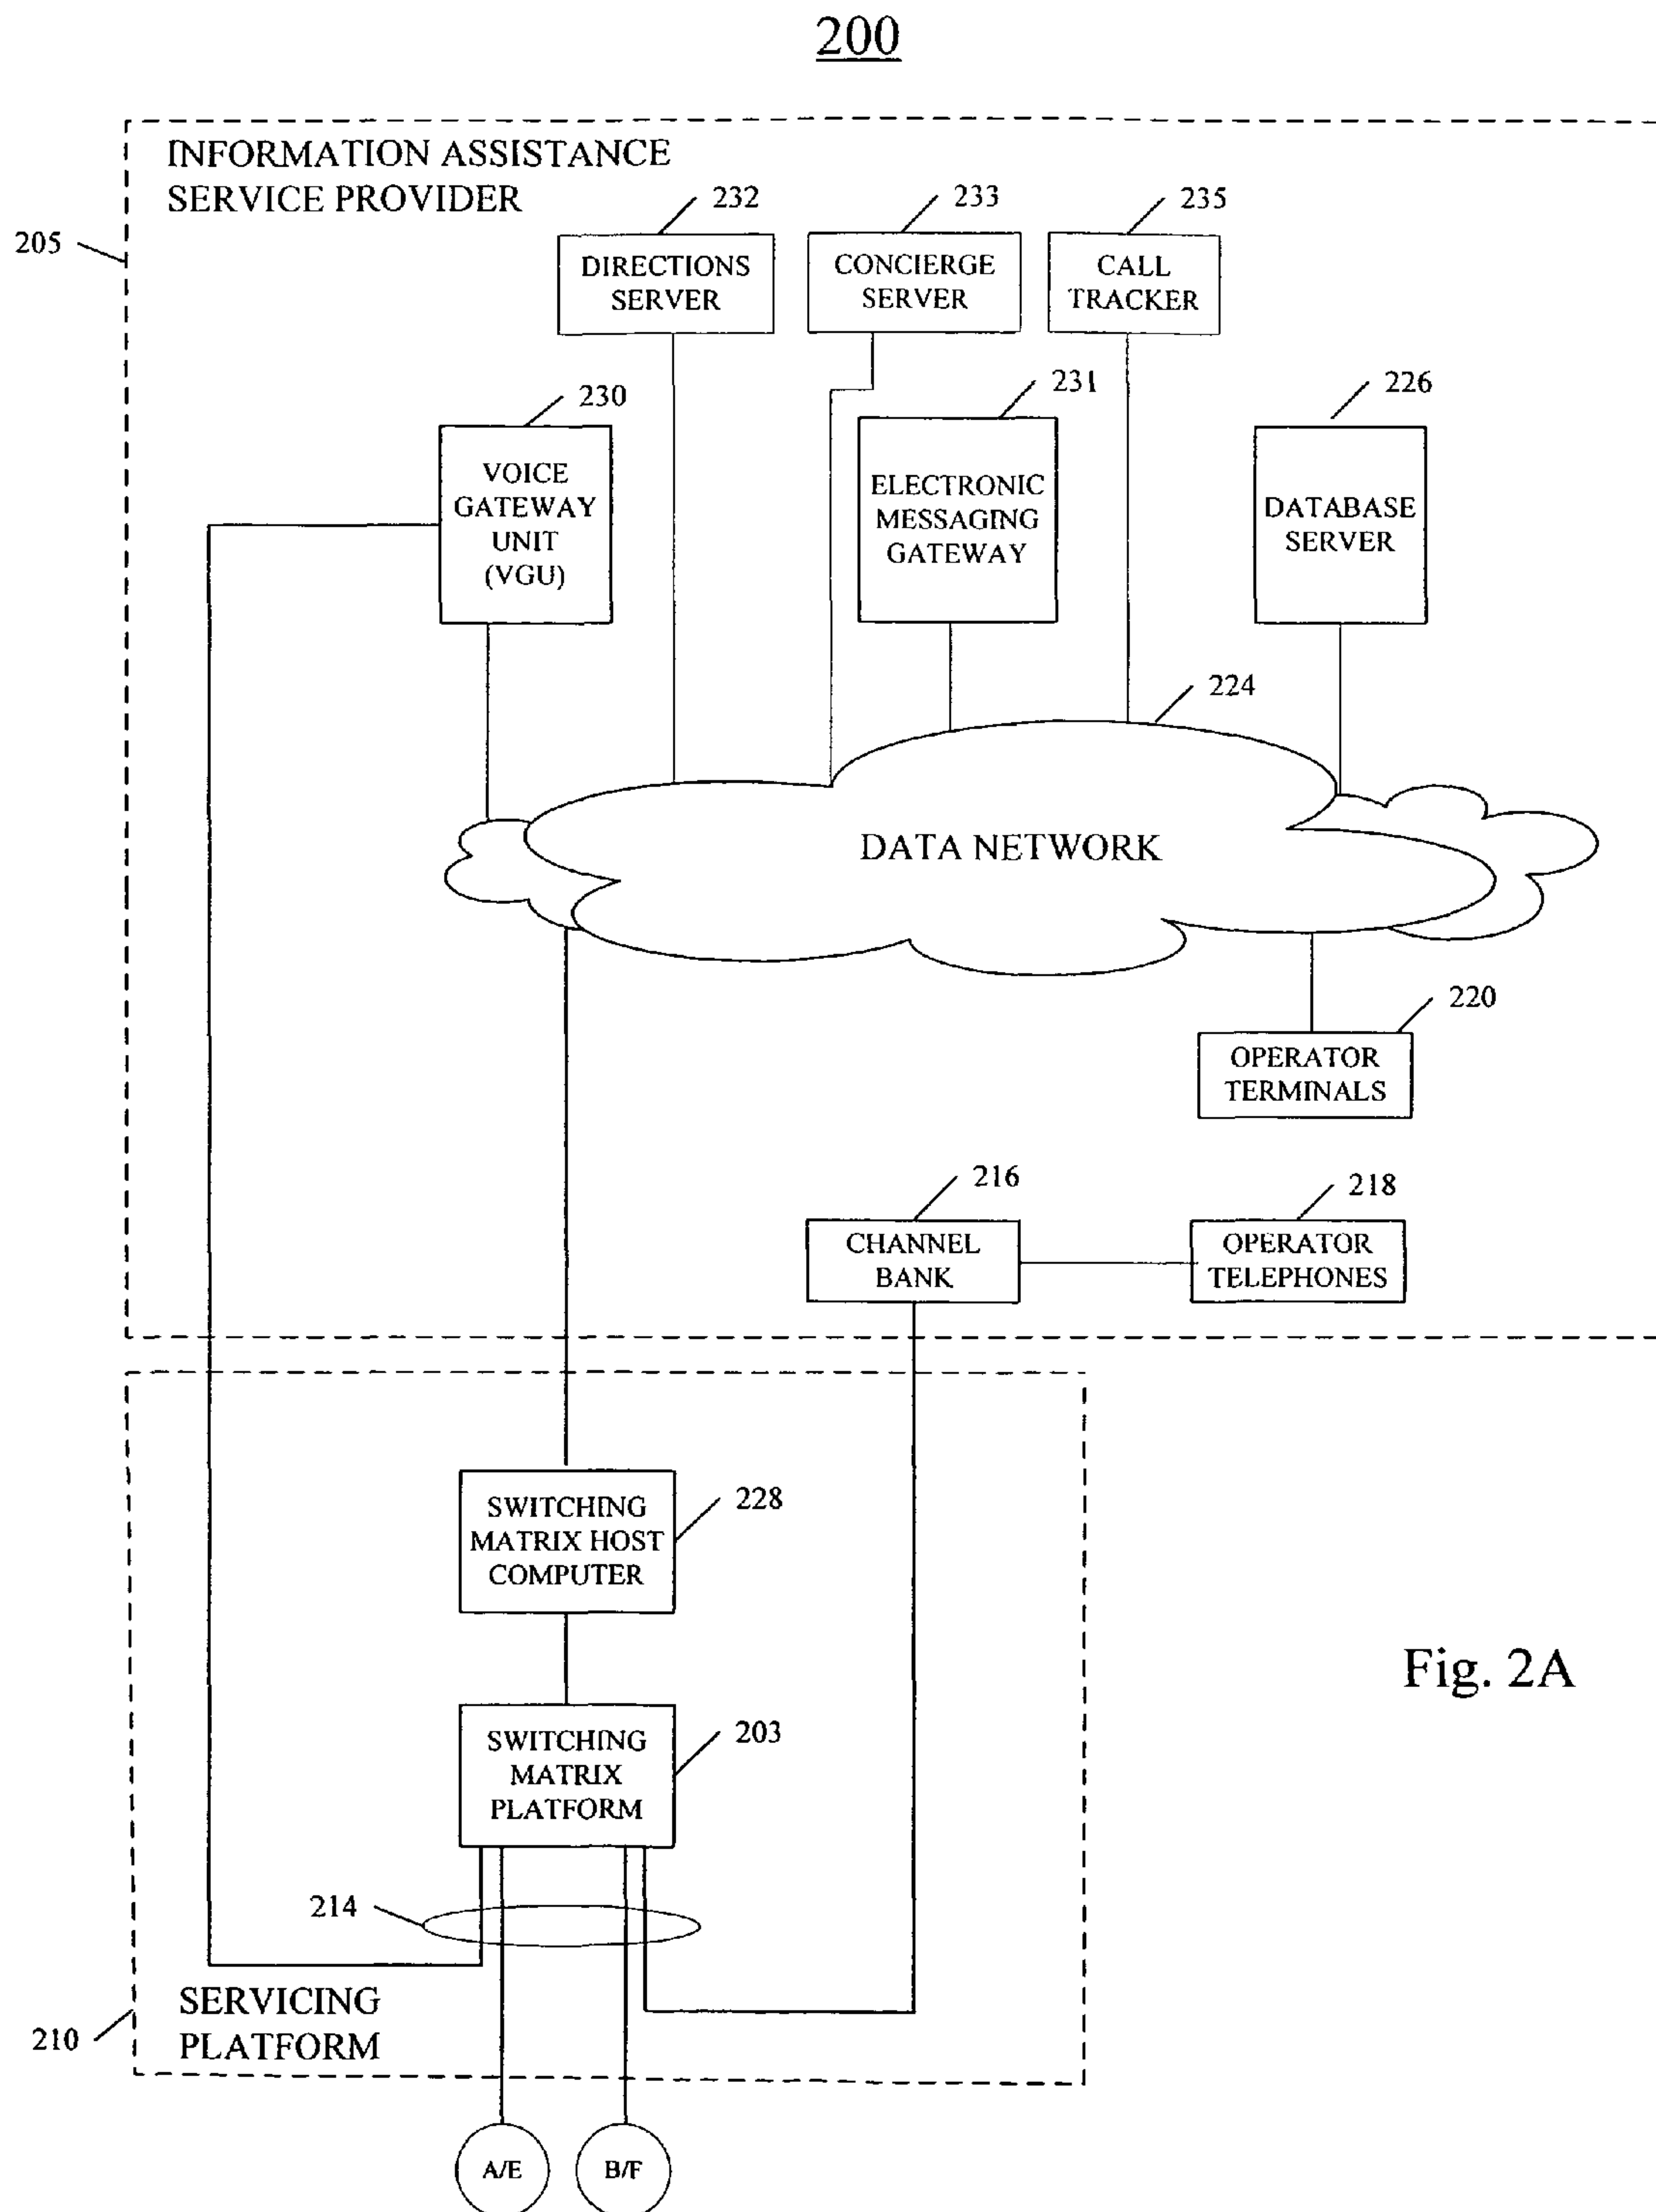 200
INFORMATION ASSISTANCE
SERVICE PROVIDER
205
232
233
235
DIRECTIONS
SERVER
CONCIERGE
SERVER
CALL
TRACKER
230
231
226
VOICE
GATEWAY
UNIT
(VGU)
ELECTRONIC
MESSAGING
GATEWAY
DATABASE
SERVER
224
DATA NETWORK
220
OPERATOR
TERMINALS
216
218
CHANNEL
BANK
OPERATOR
TELEPHONES
SWITCHING
MATRIX HOST
COMPUTER
228
Fig. 2A
SWITCHING
MATRIX
PLATFORM
203
214
SERVICING
PLATFORM
210
A/E
B/F